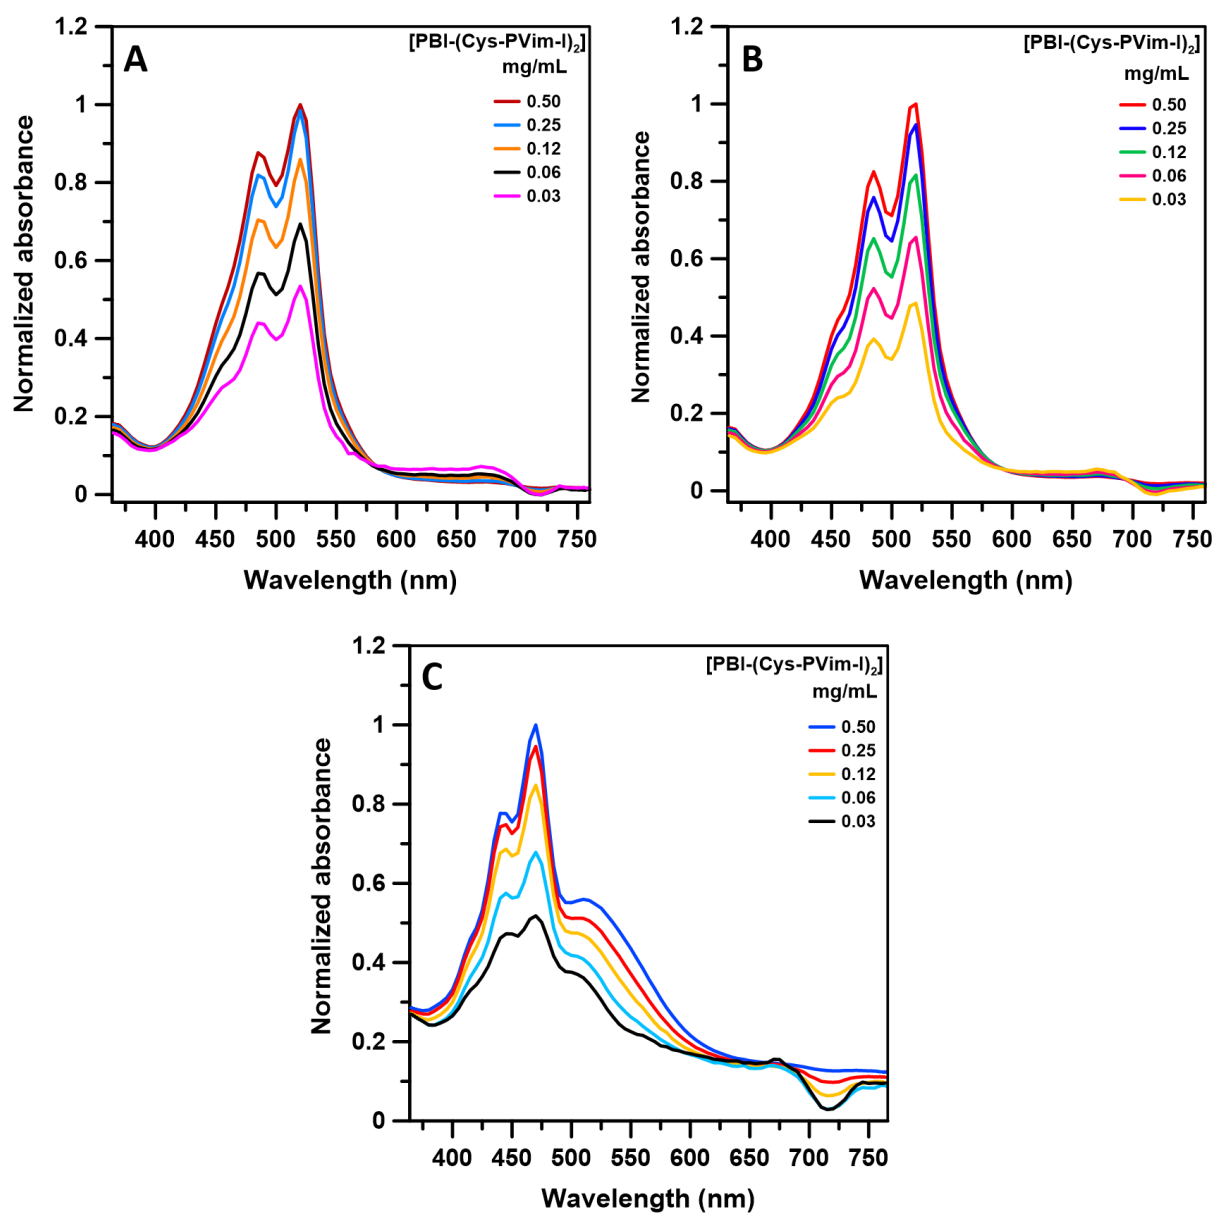 A
[PBI-(Cys-PVim-I)2]
mg/mL
0.50
0.25
0.12
0.06
0.03
Normalized absorbance
1.2
1
0.8
0.6
0.4
0.2
0
400 450 500 550 600 650 700 750
Wavelength (nm)
B
[PBI-(Cys-PVim-I)2]
mg/mL
0.50
0.25
0.12
0.06
0.03
Normalized absorbance
1.2
1
0.8
0.6
0.4
0.2
0
400 450 500 550 600 650 700 750
Wavelength (nm)
C
[PBI-(Cys-PVim-I)2]
mg/mL
0.50
0.25
0.12
0.06
0.03
Normalized absorbance
1.2
1
0.8
0.6
0.4
0.2
0
400 450 500 550 600 650 700 750
Wavelength (nm)